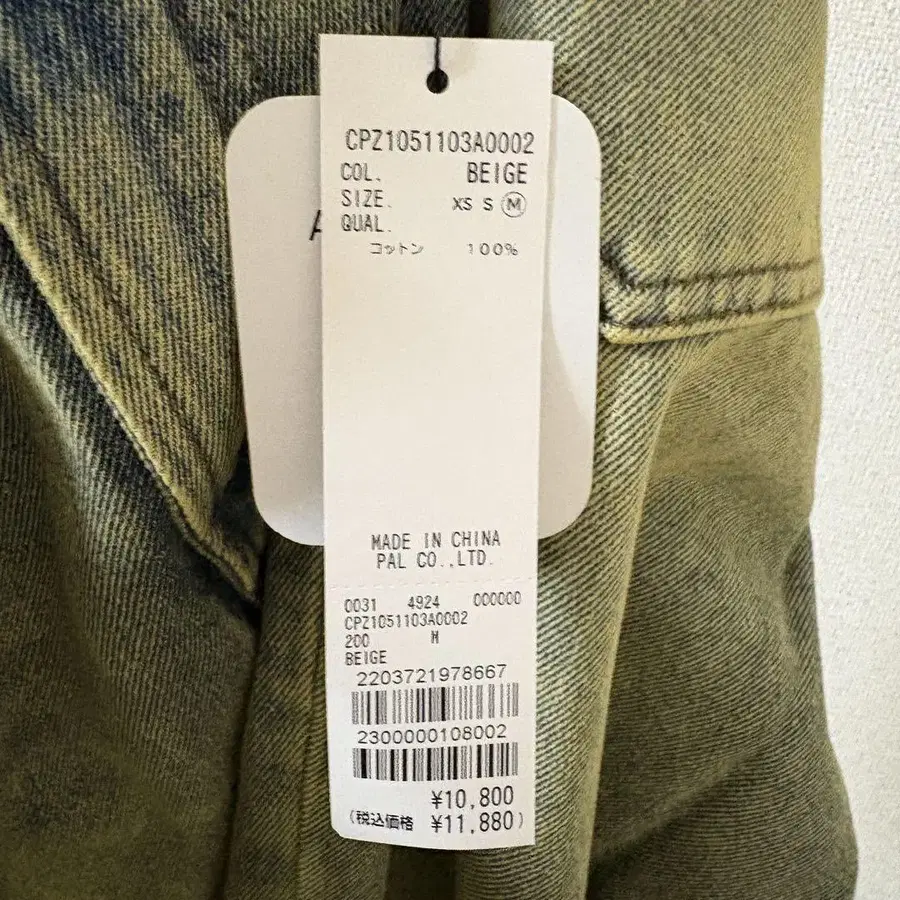 CPZ1051103A0002
COL. BEIGE
SIZE. XS S M
QUAL.
コットン 100%
MADE IN CHINA
PAL CO.,LTD.
0031 4924 000000
CPZ1051103A0002
200 M
BEIGE
2203721978667
2300000108002
¥10,800
(税込価格 ¥11,880)